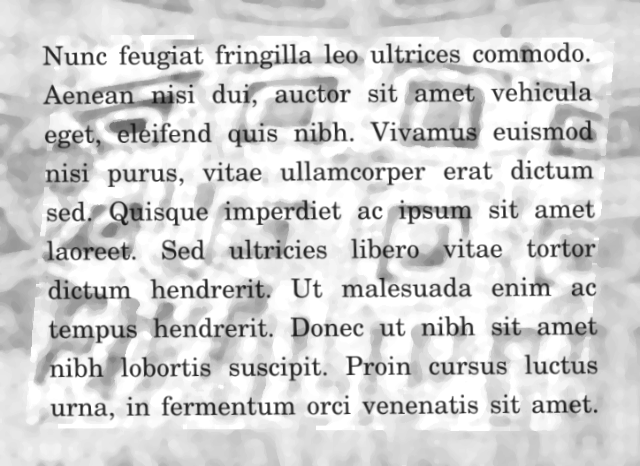 Nunc feugiat fringilla leo ultrices commodo.
Aenean nisi dui, auctor sit amet vehicula
eget, eleifend quis nibh. Vivamus euismod
nisi purus, vitae ullamcorper erat dictum
sed. Quisque imperdiet ac ipsum sit amet
laoreet. Sed ultricies libero vitae tortor
dictum hendrerit. Ut malesuada enim ac
tempus hendrerit. Donec ut nibh sit amet
nibh lobortis suscipit. Proin cursus luctus
urna, in fermentum orci venenatis sit amet.